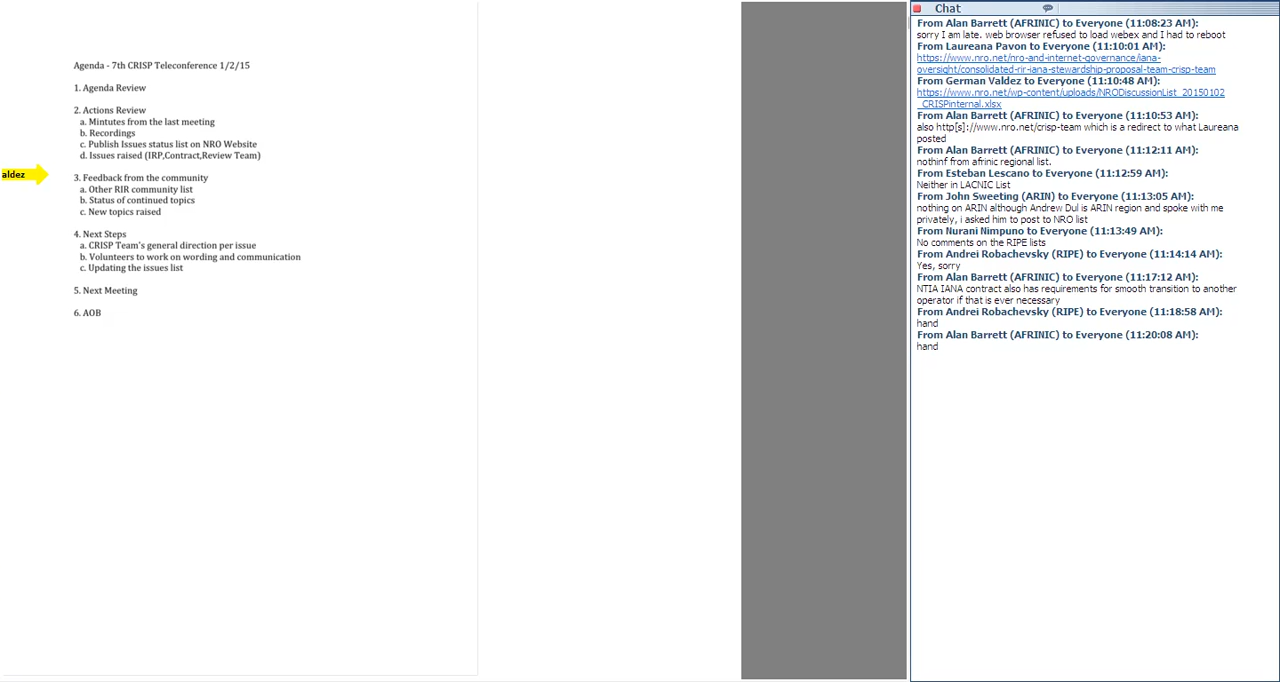 Agenda - 7th CRISP Teleconference 1/2/15
1. Agenda Review
2. Actions Review
a. Mintutes from the last meeting
b. Recordings
c. Publish Issues status list on NRO Website
d. Issues raised (IRP,Contract,Review Team)
aldez
3. Feedback from the community
a. Other RIR community list
b. Status of continued topics
c. New topics raised
4. Next Steps
a. CRISP Team's general direction per issue
b. Volunteers to work on wording and communication
c. Updating the issues list
5. Next Meeting
6. AOB
Chat
From Alan Barrett (AFRINIC) to Everyone (11:08:23 AM):
sorry I am late. web browser refused to load webex and I had to reboot
From Laureana Pavon to Everyone (11:10:01 AM):
https://www.nro.net/nro-and-internet-governance/iana-
oversight/consolidated-rir-iana-stewardship-proposal-team-crisp-team
From German Valdez to Everyone (11:10:48 AM):
https://www.nro.net/wp-content/uploads/NRODiscussionList_20150102
_CRISPinternal.xlsx
From Alan Barrett (AFRINIC) to Everyone (11:10:53 AM):
also http[s]://www.nro.net/crisp-team which is a redirect to what Laureana
posted
From Alan Barrett (AFRINIC) to Everyone (11:12:11 AM):
nothinf from afrinic regional list.
From Esteban Lescano to Everyone (11:12:59 AM):
Neither in LACNIC List
From John Sweeting (ARIN) to Everyone (11:13:05 AM):
nothing on ARIN although Andrew Dul is ARIN region and spoke with me
privately, i asked him to post to NRO list
From Nurani Nimpuno to Everyone (11:13:49 AM):
No comments on the RIPE lists
From Andrei Robachevsky (RIPE) to Everyone (11:14:14 AM):
Yes, sorry
From Alan Barrett (AFRINIC) to Everyone (11:17:12 AM):
NTIA IANA contract also has requirements for smooth transition to another
operator if that is ever necessary
From Andrei Robachevsky (RIPE) to Everyone (11:18:58 AM):
hand
From Alan Barrett (AFRINIC) to Everyone (11:20:08 AM):
hand